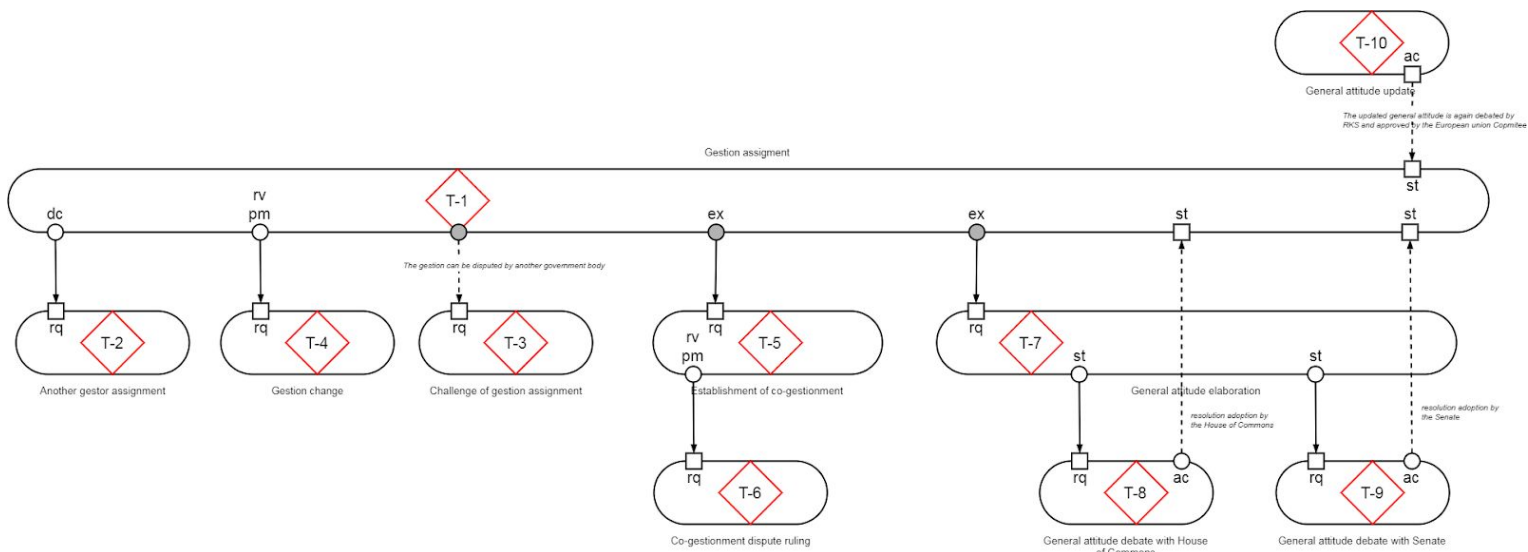 T-10
ac
General attitude update
The updated general attitude is again debated by
RKS and approved by the European union Copmitee
Gestion assigment
st
T-1
dc
rv
pm
ex
ex
st
st
The gestion can be disputed by another government body
rq
T-2
Another gestor assignment
rq
T-4
Gestion change
rq
T-3
Challenge of gestion assignment
rq
T-5
rv
pm
Establishment of co-gestionment
rq
T-7
st
st
General attitude elaboration
resolution adoption by
the House of Commons
resolution adoption by
the Senate
rq
T-6
Co-gestionment dispute ruling
rq
T-8
ac
General attitude debate with House
of Commons
rq
T-9
ac
General attitude debate with Senate